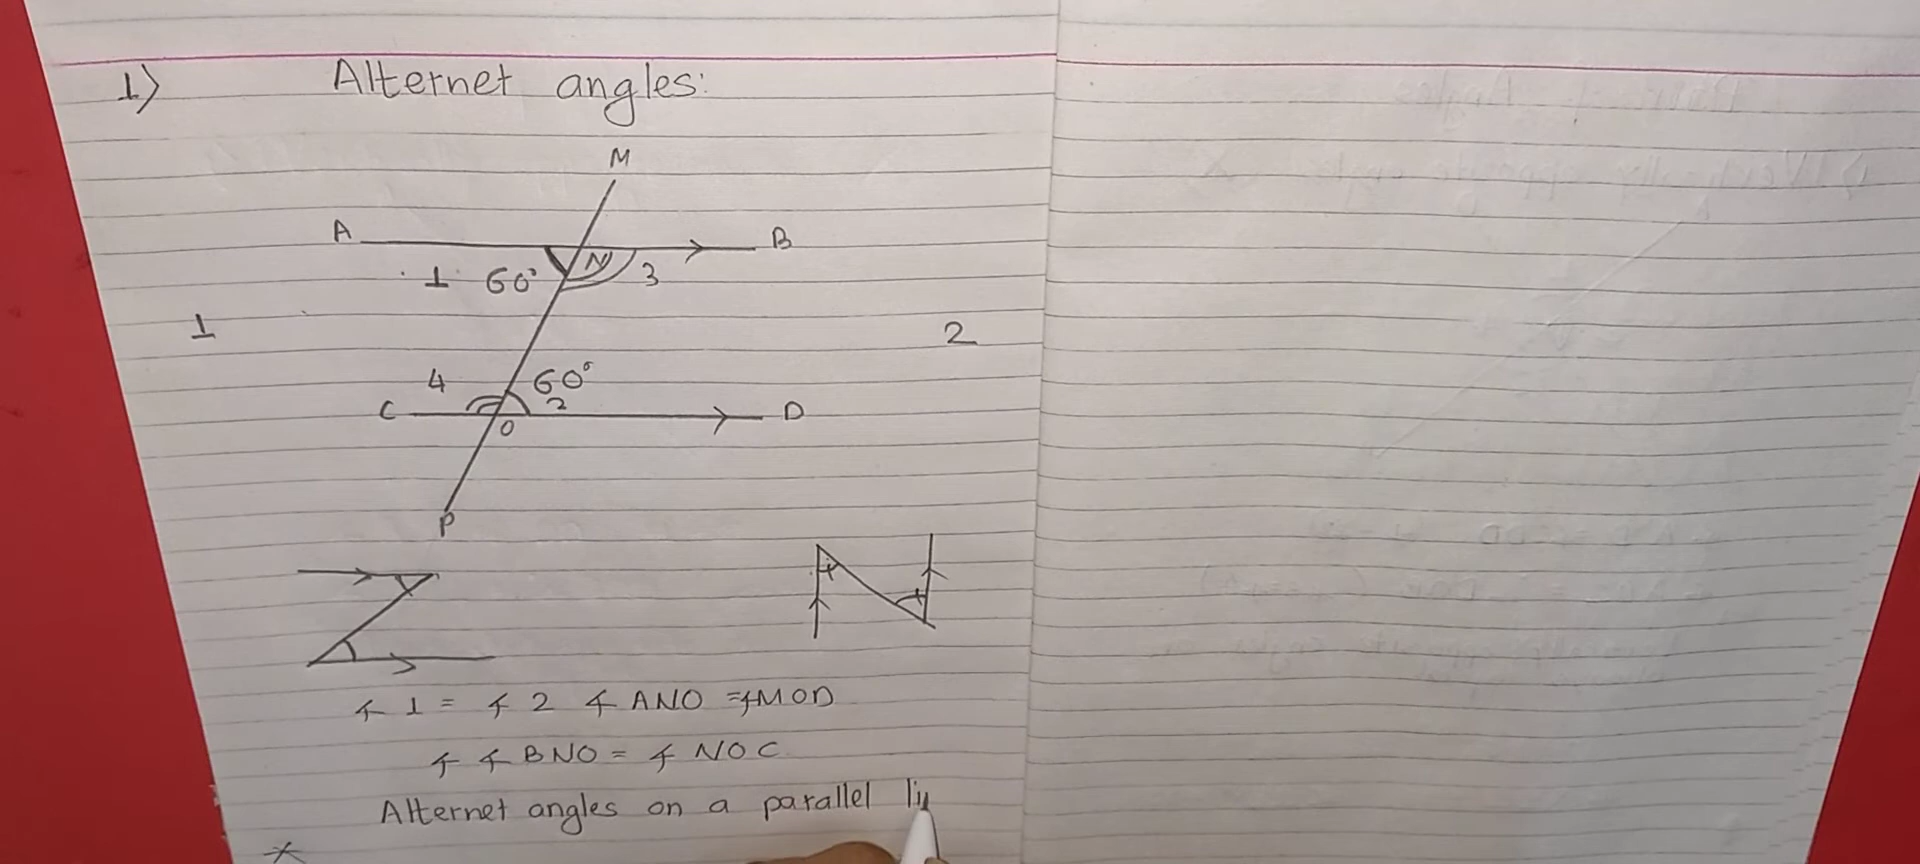 1) Alternet angles:
M
A B
N
1 60° 3
1 2
4 60°
2
C D
O
P
∡ 1 = ∡ 2 ∡ ANO = ∡MOD
∡ ∡ BNO = ∡ NOC
Alternet angles on a parallel li
*